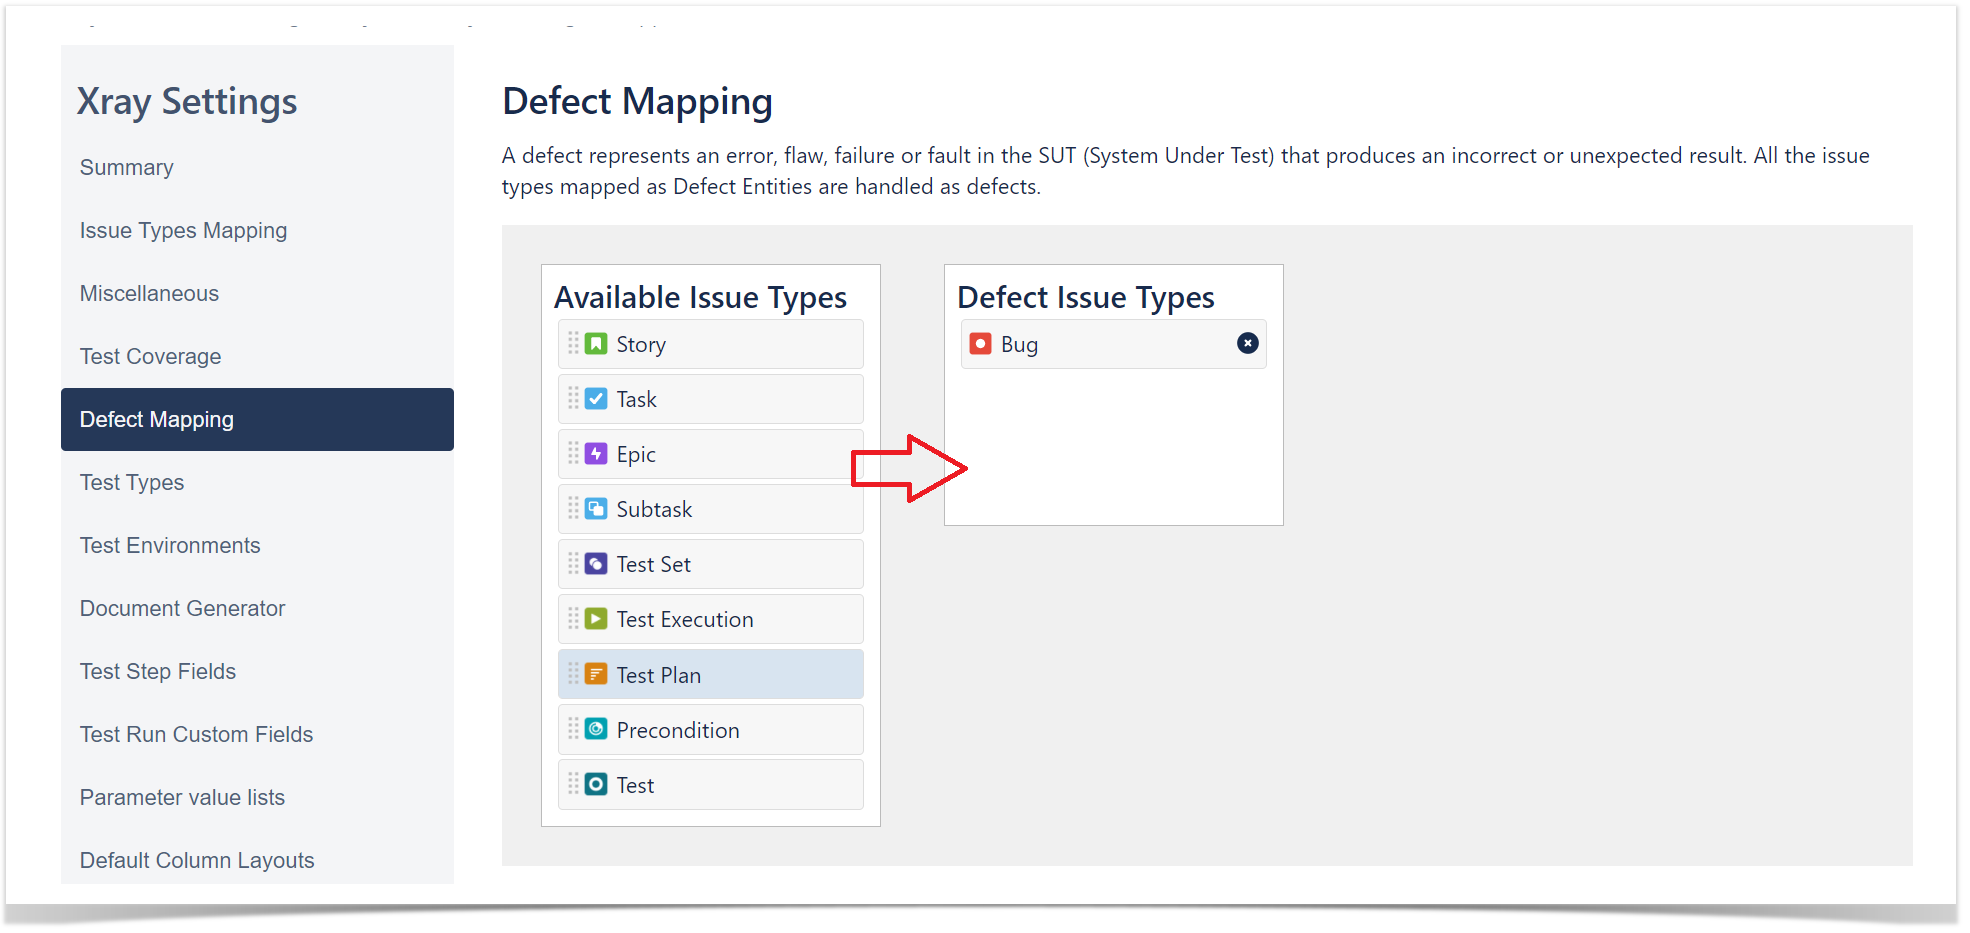 Xray Settings
Summary
Issue Types Mapping
Miscellaneous
Test Coverage
Defect Mapping
Test Types
Test Environments
Document Generator
Test Step Fields
Test Run Custom Fields
Parameter value lists
Default Column Layouts
Defect Mapping
A defect represents an error, flaw, failure or fault in the SUT (System Under Test) that produces an incorrect or unexpected result. All the issue
types mapped as Defect Entities are handled as defects.
Available Issue Types
Story
Task
Epic
Subtask
Test Set
Test Execution
Test Plan
Precondition
Test
Defect Issue Types
Bug